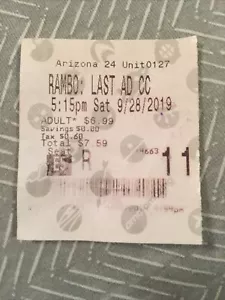 Arizona 24 Unit0127
RAMBO: LAST AD CC
5:15pm Sat 9/28/2019
ADULT* $6.99
Savings $0.00
Tax $0.60
Total $7.59
Seat
R 11